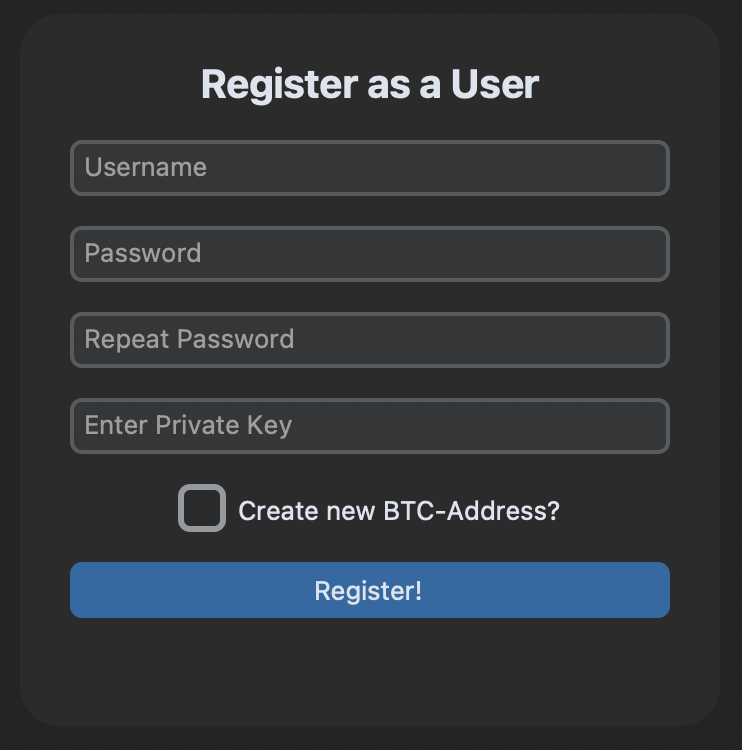 Register as a User
Username
Password
Repeat Password
Enter Private Key
Create new BTC-Address?
Register!